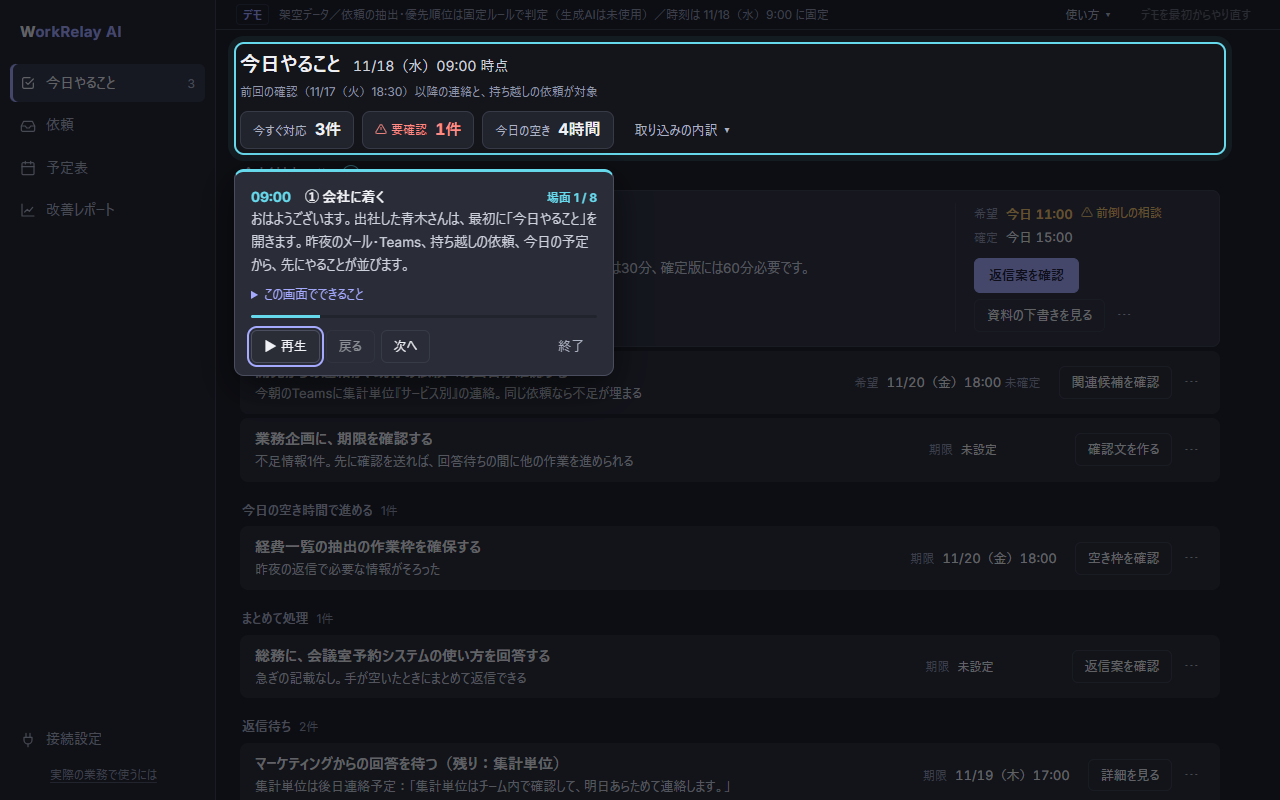 WorkRelay AI
デモ 架空データ／依頼の抽出・優先順位は固定ルールで判定（生成AIは未使用）／時刻は 11/18（水）9:00 に固定
使い方 ▼ デモを最初からやり直す
今日やること 3
依頼
予定表
改善レポート
接続設定
実際の業務で使うには
今日やること 11/18（水）09:00 時点
前回の確認（11/17（火）18:30）以降の連絡と、持ち越しの依頼が対象
今すぐ対応 3件 要確認 1件 今日の空き 4時間 取り込みの内訳 ▼
09:00 ① 会社に着く 場面 1 / 8
おはようございます。出社した青木さんは、最初に「今日やること」を
開きます。昨夜のメール・Teams、持ち越しの依頼、今日の予定
から、先にやることが並びます。
▶ この画面でできること
▶ 再生 戻る 次へ 終了
は30分、確定版には60分必要です。
希望 今日 11:00 前倒しの相談
確定 今日 15:00
返信案を確認
資料の下書きを見る …
今朝のTeamsに集計単位『サービス別』の連絡。同じ依頼なら不足が埋まる
希望 11/20（金）18:00 未確定 関連候補を確認 …
業務企画に、期限を確認する
不足情報1件。先に確認を送れば、回答待ちの間に他の作業を進められる
期限 未設定 確認文を作る …
今日の空き時間で進める 1件
経費一覧の抽出の作業枠を確保する
昨夜の返信で必要な情報がそろった
期限 11/20（金）18:00 空き枠を確認 …
まとめて処理 1件
総務に、会議室予約システムの使い方を回答する
急ぎの記載なし。手が空いたときにまとめて返信できる
期限 未設定 返信案を確認 …
返信待ち 2件
マーケティングからの回答を待つ（残り：集計単位）
集計単位は後日連絡予定：「集計単位はチーム内で確認して、明日あらためて連絡します。」
期限 11/19（木）17:00 詳細を見る …